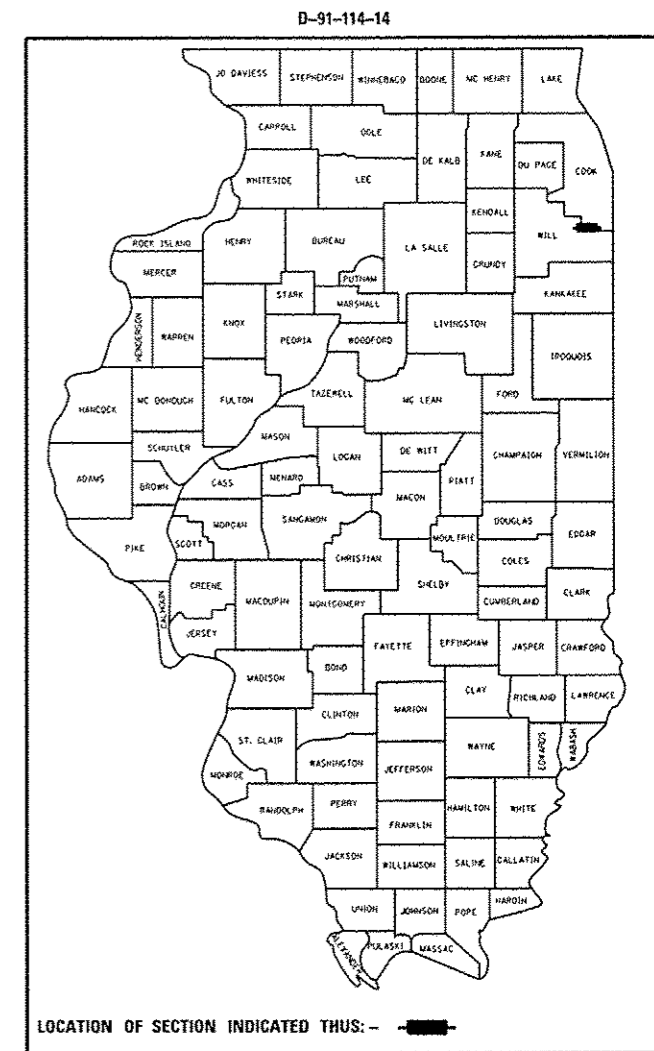 D-91-114-14
JO DAVIESS STEPHENSON WINNEBAGO BOONE MC HENRY LAKE
CARROLL OGLE
DE KALB KANE DU PAGE COOK
WHITESIDE LEE
KENDALL WILL
ROCK ISLAND HENRY BUREAU LA SALLE
GRUNDY
MERCER PUTNAM
STARK MARSHALL KANKAKEE
HENDERSON WARREN KNOX PEORIA WOODFORD LIVINGSTON
IROQUOIS
HANCOCK MC DONOUGH FULTON TAZEWELL MC LEAN FORD
MASON
SCHUYLER LOGAN DE WITT CHAMPAIGN VERMILION
ADAMS BROWN CASS MENARD PIATT
MACON
MORGAN SANGAMON DOUGLAS EDGAR
PIKE SCOTT CHRISTIAN MOULTRIE COLES
GREENE SHELBY
CALHOUN MACOUPIN MONTGOMERY CUMBERLAND CLARK
JERSEY FAYETTE EFFINGHAM JASPER CRAWFORD
MADISON BOND
CLAY RICHLAND LAWRENCE
CLINTON MARION
ST. CLAIR WAYNE EDWARDS WABASH
MONROE WASHINGTON JEFFERSON
RANDOLPH PERRY HAMILTON WHITE
FRANKLIN
JACKSON WILLIAMSON SALINE GALLATIN
UNION JOHNSON POPE HARDIN
ALEXANDER PULASKI MASSAC
LOCATION OF SECTION INDICATED THUS: -